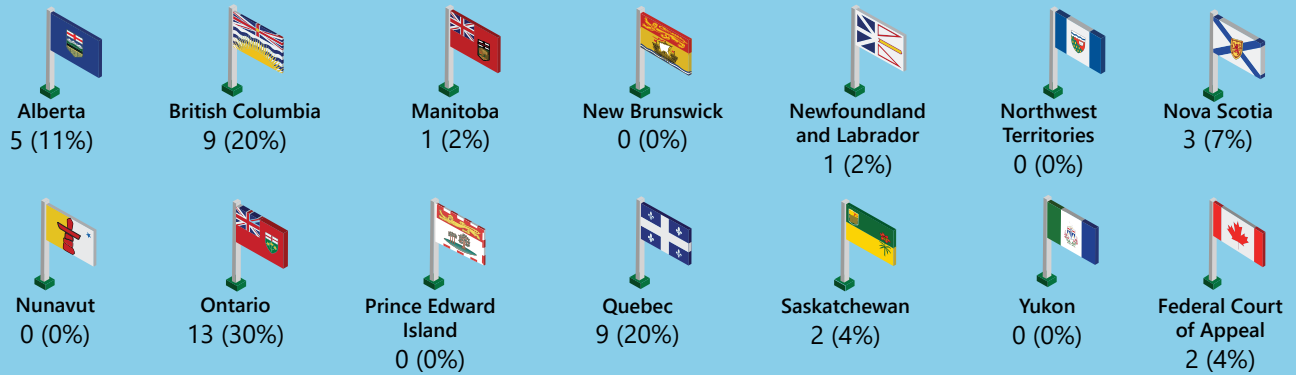 Alberta
5 (11%)
British Columbia
9 (20%)
Manitoba
1 (2%)
New Brunswick
0 (0%)
Newfoundland
and Labrador
1 (2%)
Northwest
Territories
0 (0%)
Nova Scotia
3 (7%)
Nunavut
0 (0%)
Ontario
13 (30%)
Prince Edward
Island
0 (0%)
Quebec
9 (20%)
Saskatchewan
2 (4%)
Yukon
0 (0%)
Federal Court
of Appeal
2 (4%)